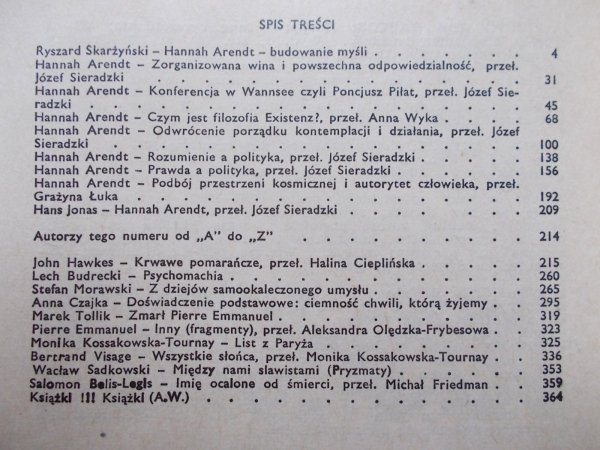 SPIS TREŚCI
Ryszard Skarżyński – Hannah Arendt – budowanie myśli . . . . . . 4
Hannah Arendt – Zorganizowana wina i powszechna odpowiedzialność, przeł.
Józef Sieradzki . . . . . . . . . . . . 31
Hannah Arendt – Konferencja w Wannsee czyli Poncjusz Piłat, przeł. Józef Sie-
radzki . . . . . . . . . . . . . . 45
Hannah Arendt – Czym jest filozofia Existenz?, przeł. Anna Wyka . . . 68
Hannah Arendt – Odwrócenie porządku kontemplacji i działania, przeł. Józef
Sieradzki . . . . . . . . . . . . . . 100
Hannah Arendt – Rozumienie a polityka, przeł. Józef Sieradzki . . . . 138
Hannah Arendt – Prawda a polityka, przeł. Józef Sieradzki . . . . . 156
Hannah Arendt – Podbój przestrzeni kosmicznej i autorytet człowieka, przeł.
Grażyna Łuka . . . . . . . . . . . . . 192
Hans Jonas – Hannah Arendt, przeł. Józef Sieradzki . . . . . . 209
Autorzy tego numeru od „A” do „Z” . . . . . . . . 214
John Hawkes – Krwawe pomarańcze, przeł. Halina Cieplińska . . . . 215
Lech Budrecki – Psychomachia . . . . . . . . . 260
Stefan Morawski – Z dziejów samookaleczonego umysłu . . . . . 265
Anna Czajka – Doświadczenie podstawowe: ciemność chwili, którą żyjemy . 295
Marek Tollik – Zmarł Pierre Emmanuel . . . . . . . . 319
Pierre Emmanuel – Inny (fragmenty), przeł. Aleksandra Olędzka-Frybesowa . 323
Monika Kossakowska-Tournay – List z Paryża . . . . . . . 325
Bertrand Visage – Wszystkie słońca, przeł. Monika Kossakowska-Tournay . . 336
Wacław Sadkowski – Między nami slawistami (Pryzmaty) . . . . . 353
Salomon Belis-Legis – Imię ocalone od śmierci, przeł. Michał Friedman . . 359
Książki !!! Książki (A.W.) . . . . . . . . . . 364